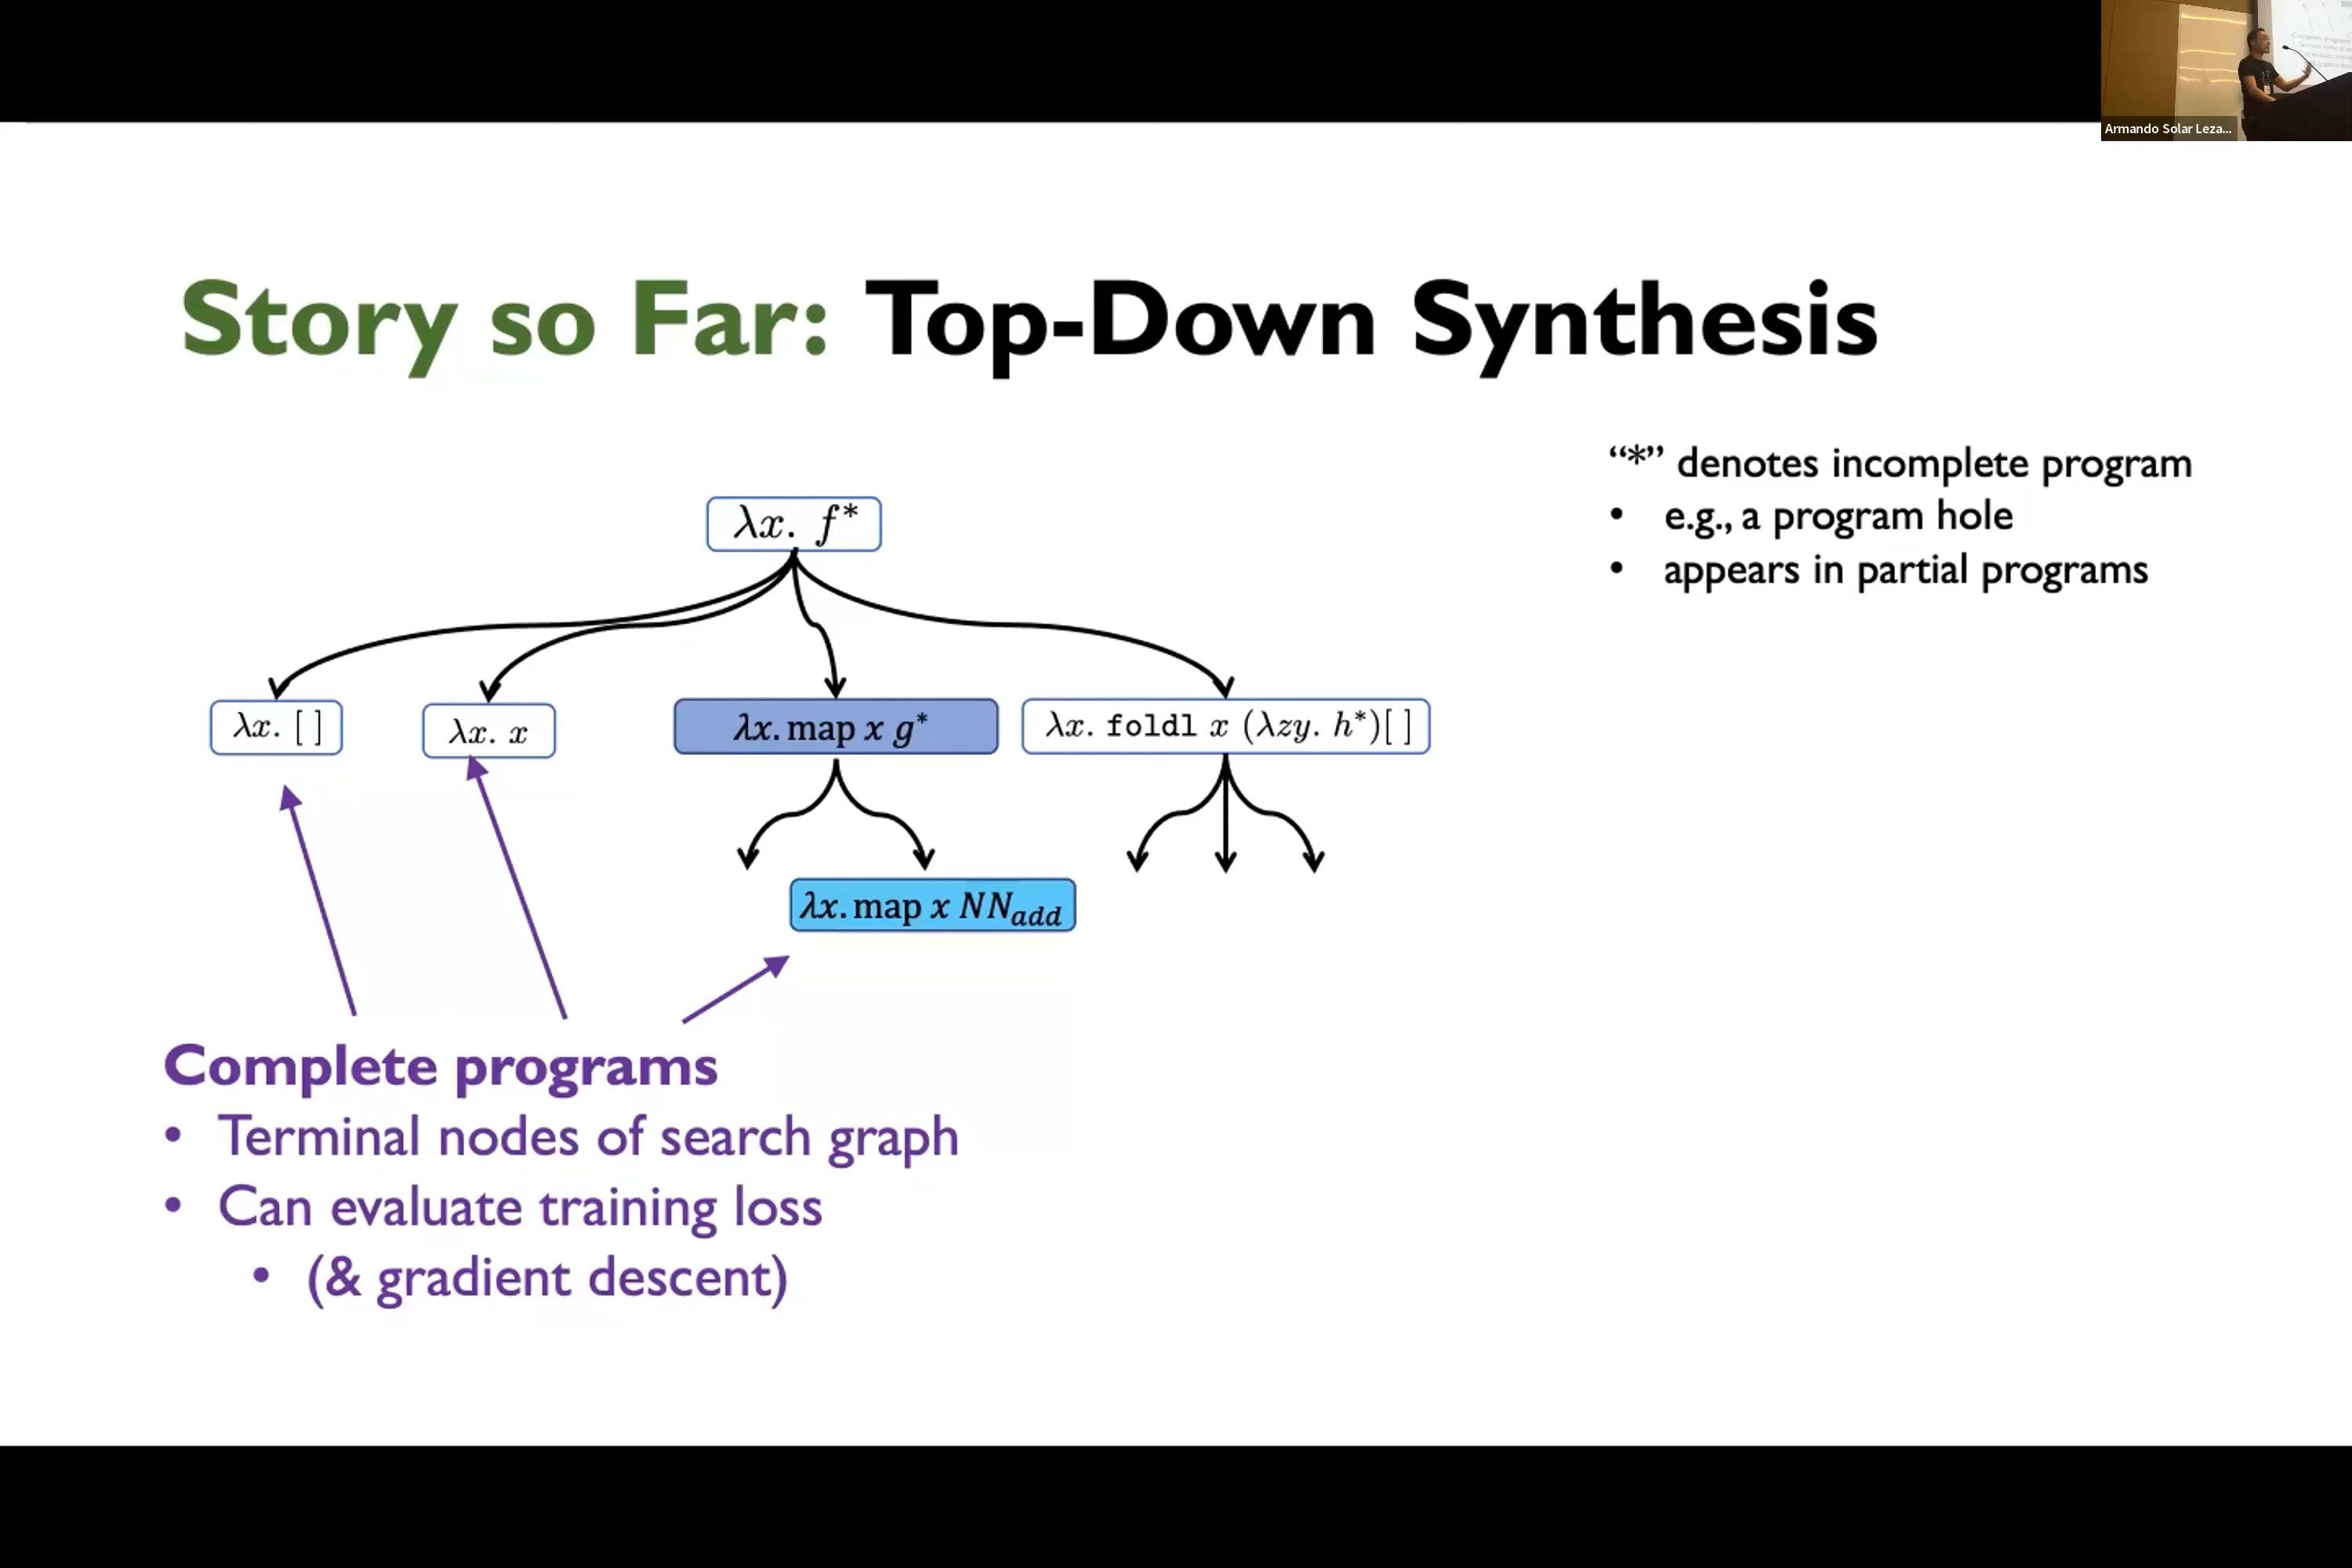 Armando Solar Leza...
Story so Far: Top-Down Synthesis
“*” denotes incomplete program
• e.g., a program hole
• appears in partial programs
λx. f*
λx. [ ]
λx. x
λx. map x g*
λx. foldl x (λzy. h*)[ ]
λx. map x NN_add
Complete programs
• Terminal nodes of search graph
• Can evaluate training loss
• (& gradient descent)